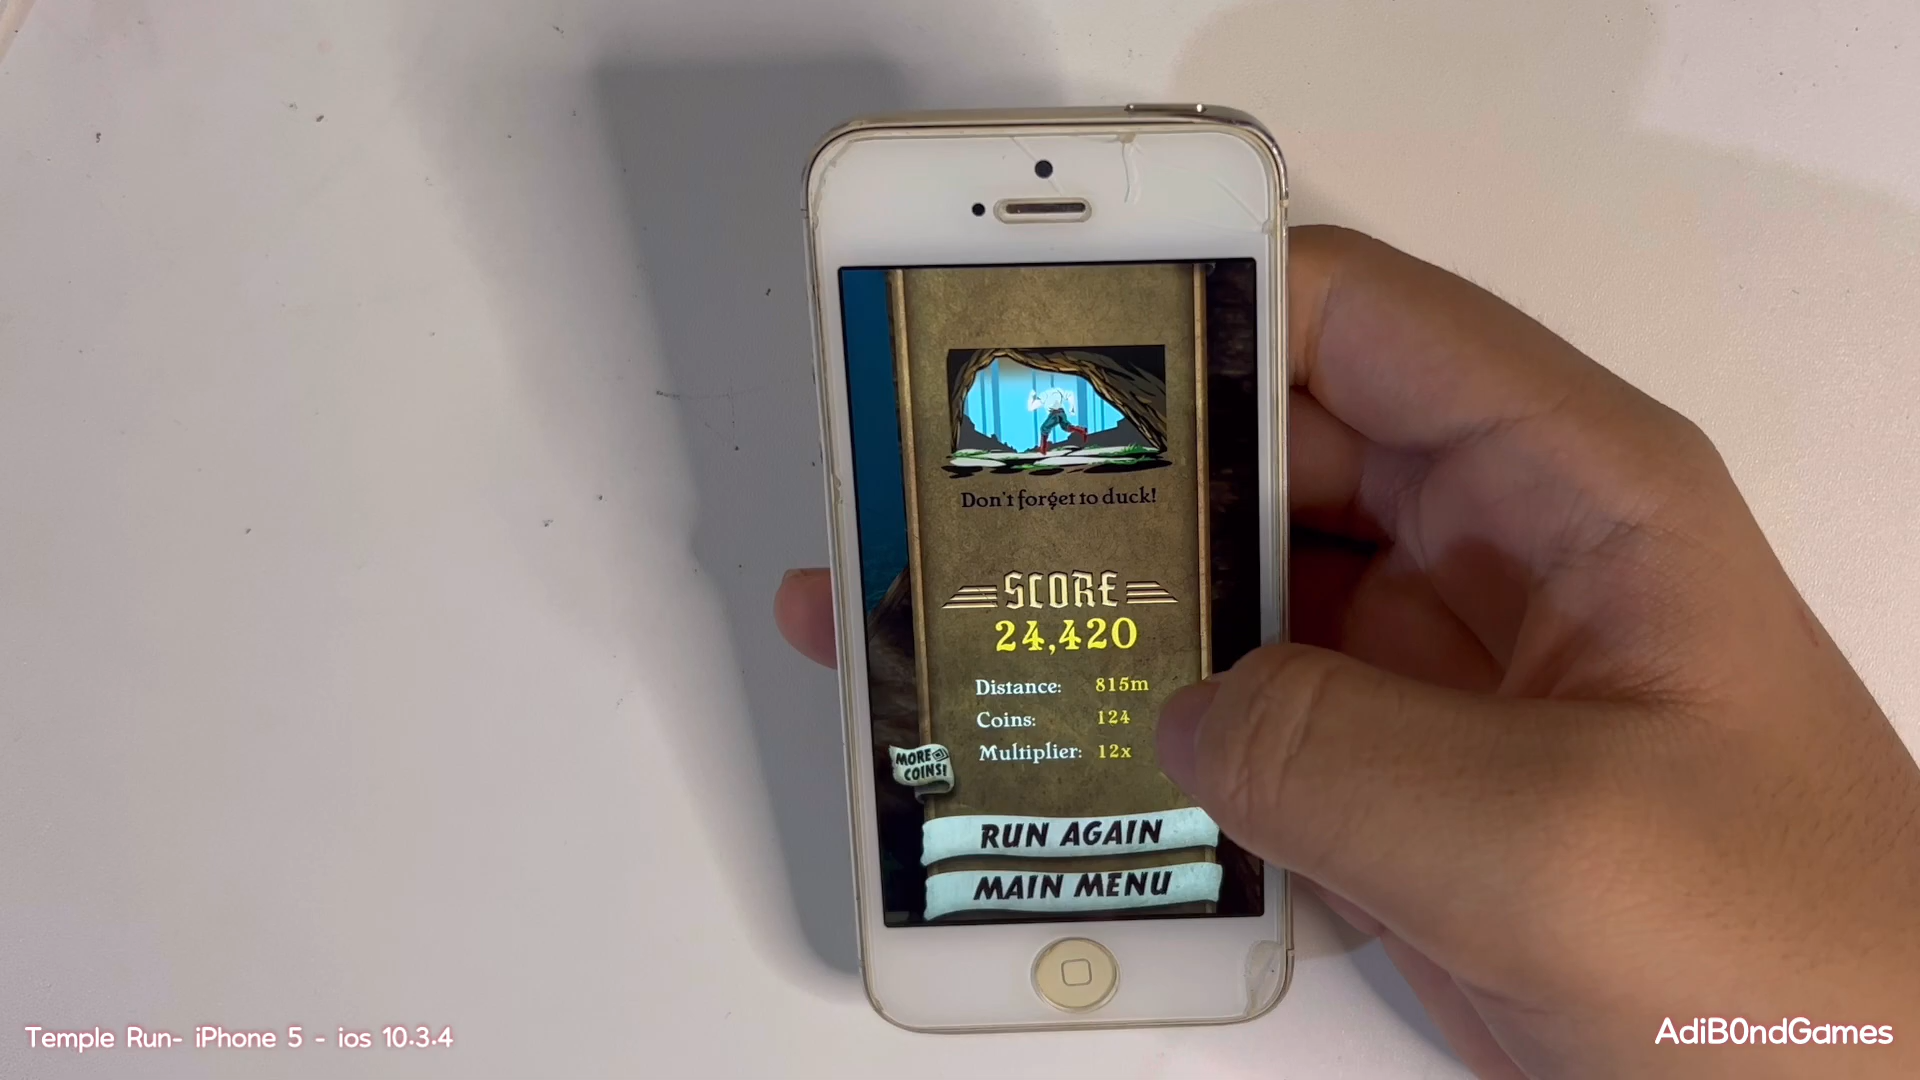 Don't forget to duck!
SCORE
24,420
Distance: 815m
Coins: 124
Multiplier: 12x
MORE
COINS!
RUN AGAIN
MAIN MENU
Temple Run- iPhone 5 - ios 10.3.4
AdiB0ndGames